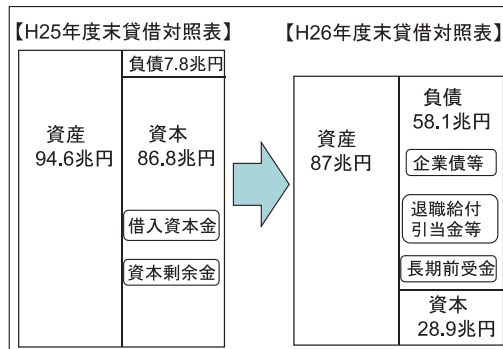 【H25年度末貸借対照表】
資産
94.6兆円
負債7.8兆円
資本
86.8兆円
借入資本金
資本剰余金
【H26年度末貸借対照表】
資産
87兆円
負債
58.1兆円
企業債等
退職給付
引当金等
長期前受金
資本
28.9兆円